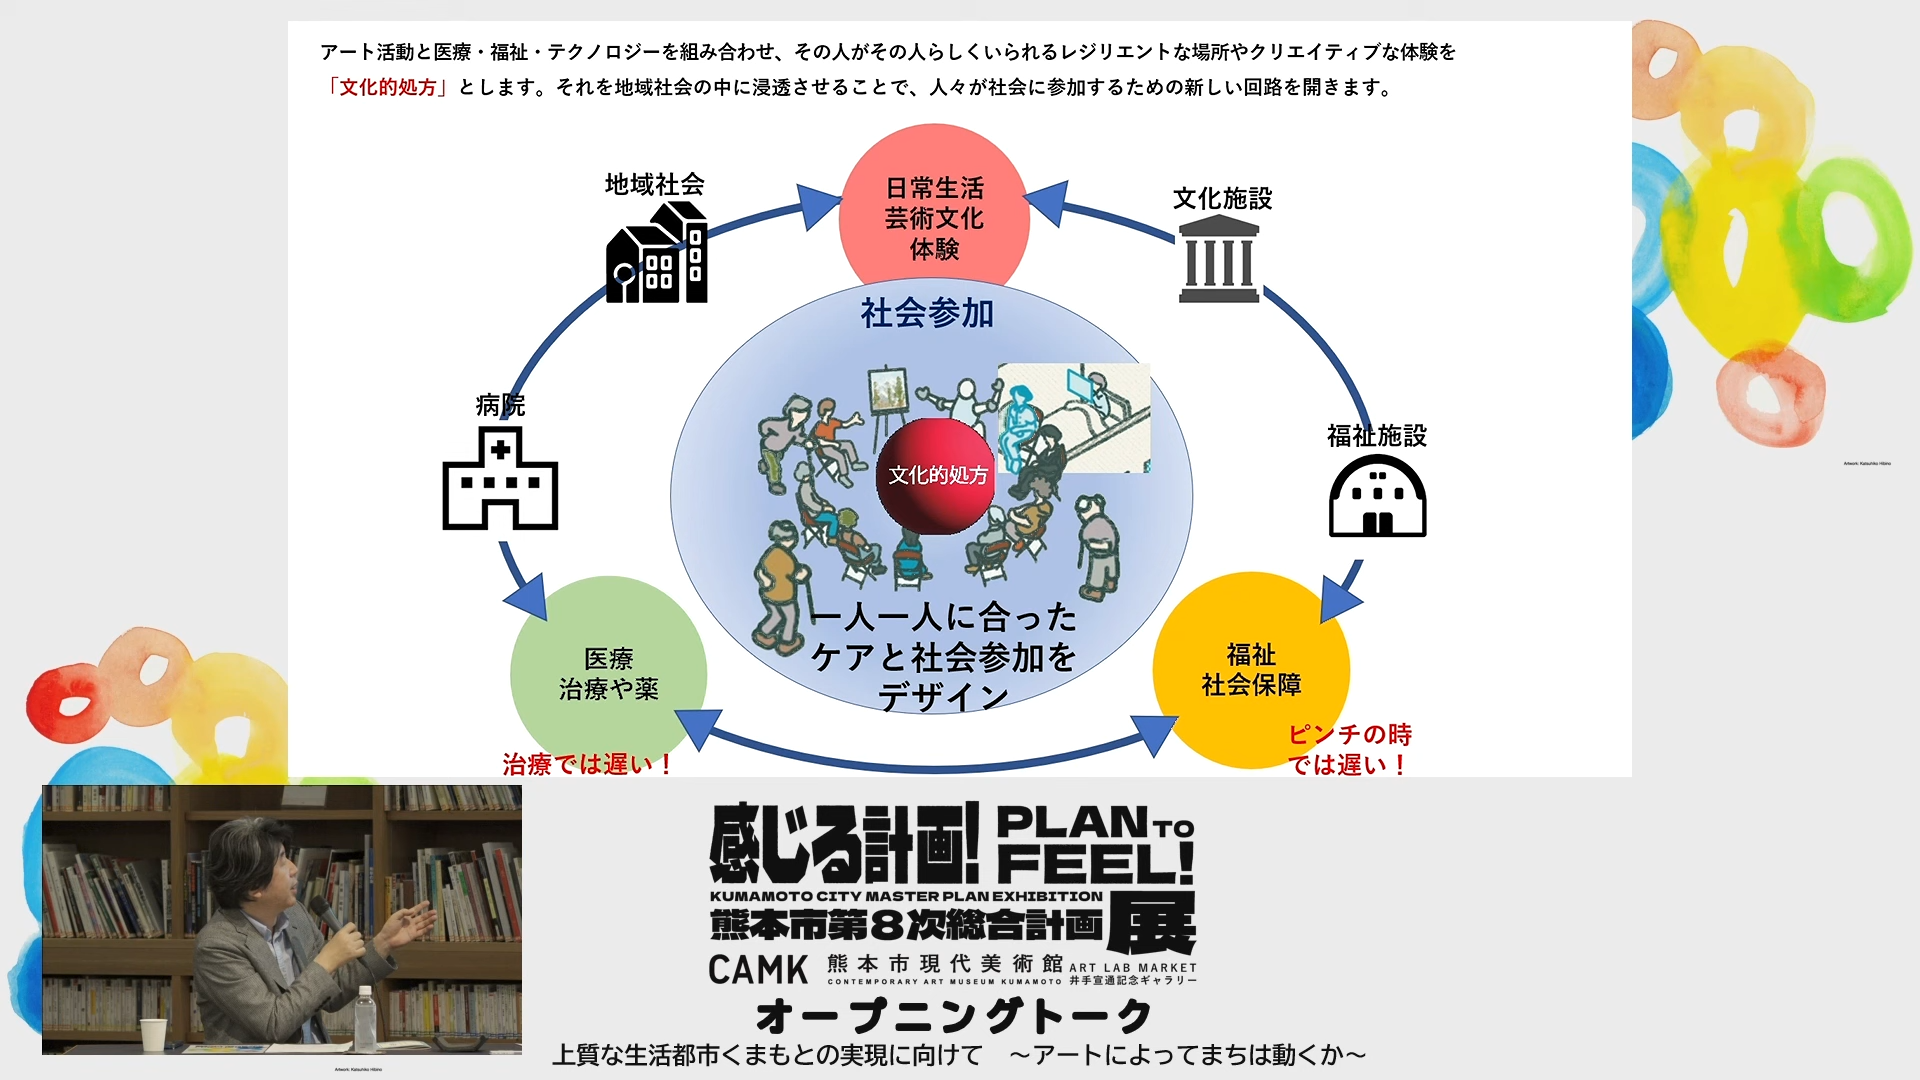 アート活動と医療・福祉・テクノロジーを組み合わせ、その人がその人らしくいられるレジリエントな場所やクリエイティブな体験を
「文化的処方」とします。それを地域社会の中に浸透させることで、人々が社会に参加するための新しい回路を開きます。
地域社会
日常生活
芸術文化
体験
文化施設
社会参加
病院
福祉施設
文化的処方
一人一人に合った
ケアと社会参加を
デザイン
医療
治療や薬
福祉
社会保障
治療では遅い！
ピンチの時
では遅い！
Artwork: Katsuhiko Hibino
感じる計画! PLAN TO FEEL!
KUMAMOTO CITY MASTER PLAN EXHIBITION
熊本市第8次総合計画展
CAMK 熊本市現代美術館 ART LAB MARKET
CONTEMPORARY ART MUSEUM KUMAMOTO 井手宣通記念ギャラリー
オープニングトーク
上質な生活都市くまもとの実現に向けて　～アートによってまちは動くか～
Artwork: Katsuhiko Hibino